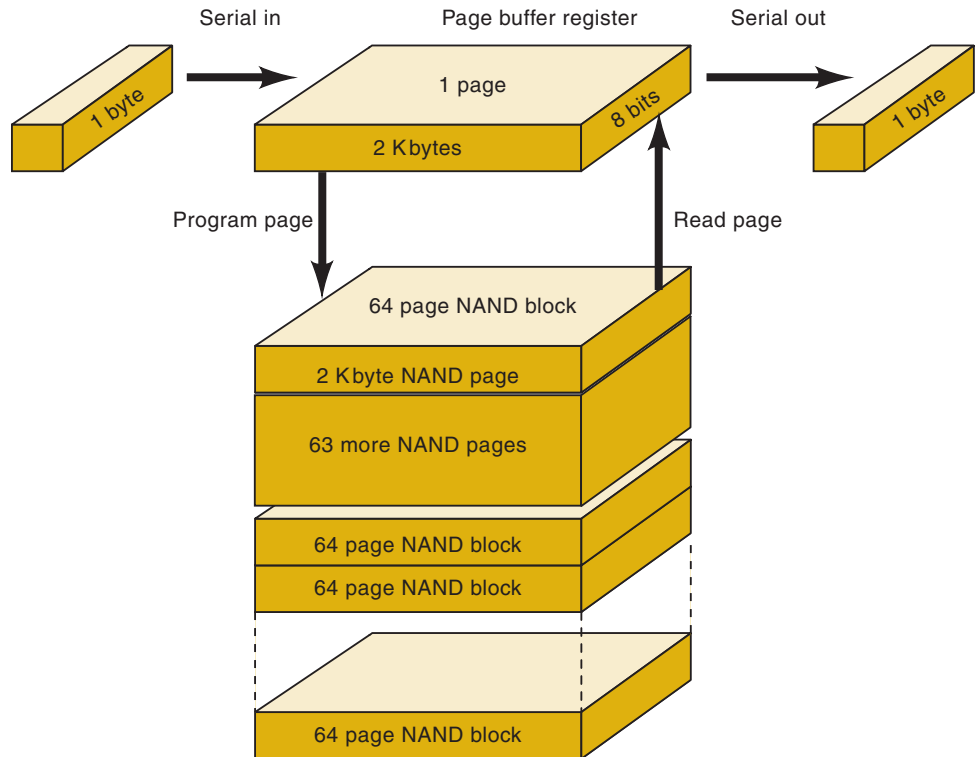 Serial in
Page buffer register
Serial out
1 byte
1 page
8 bits
2 Kbytes
1 byte
Program page
Read page
64 page NAND block
2 Kbyte NAND page
63 more NAND pages
64 page NAND block
64 page NAND block
64 page NAND block